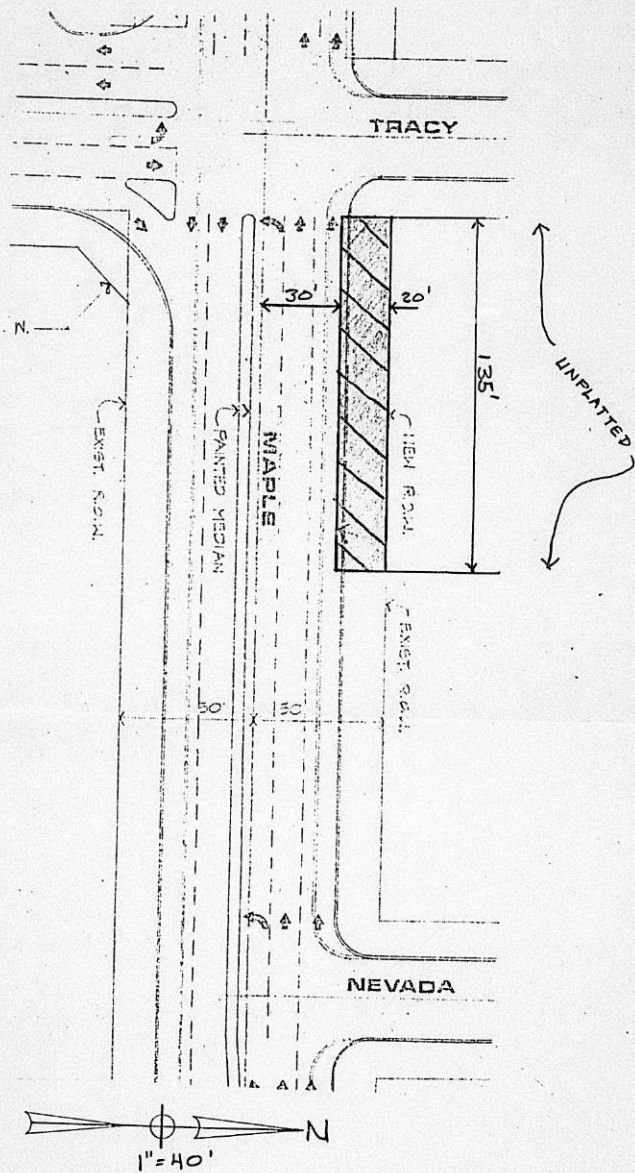 TRACY
30'
20'
135'
UNPLATTED
N.
EXIST. R.O.W.
PAINTED MEDIAN
MAPLE
NEW R.O.W.
EXIST. R.O.W.
50'
50
NEVADA
N
1"=40'